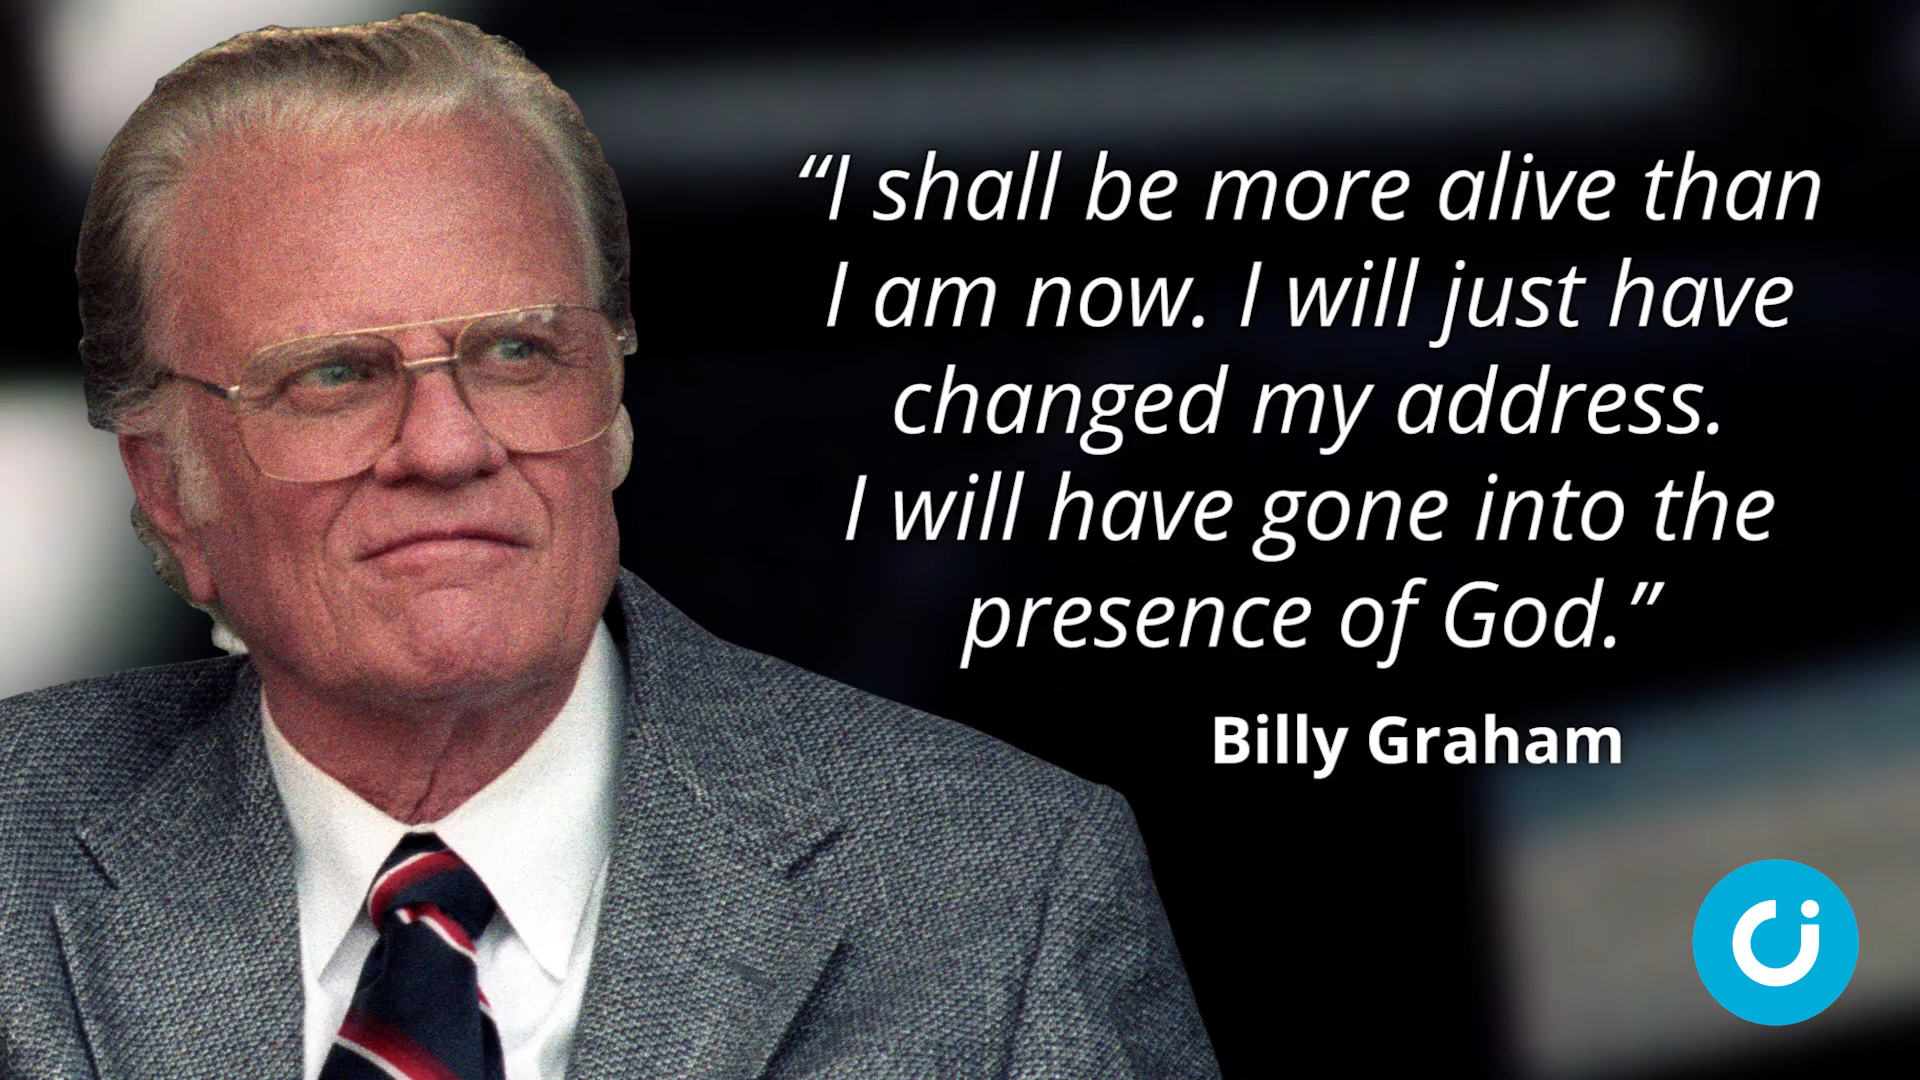 “I shall be more alive than
I am now. I will just have
changed my address.
I will have gone into the
presence of God.”
Billy Graham